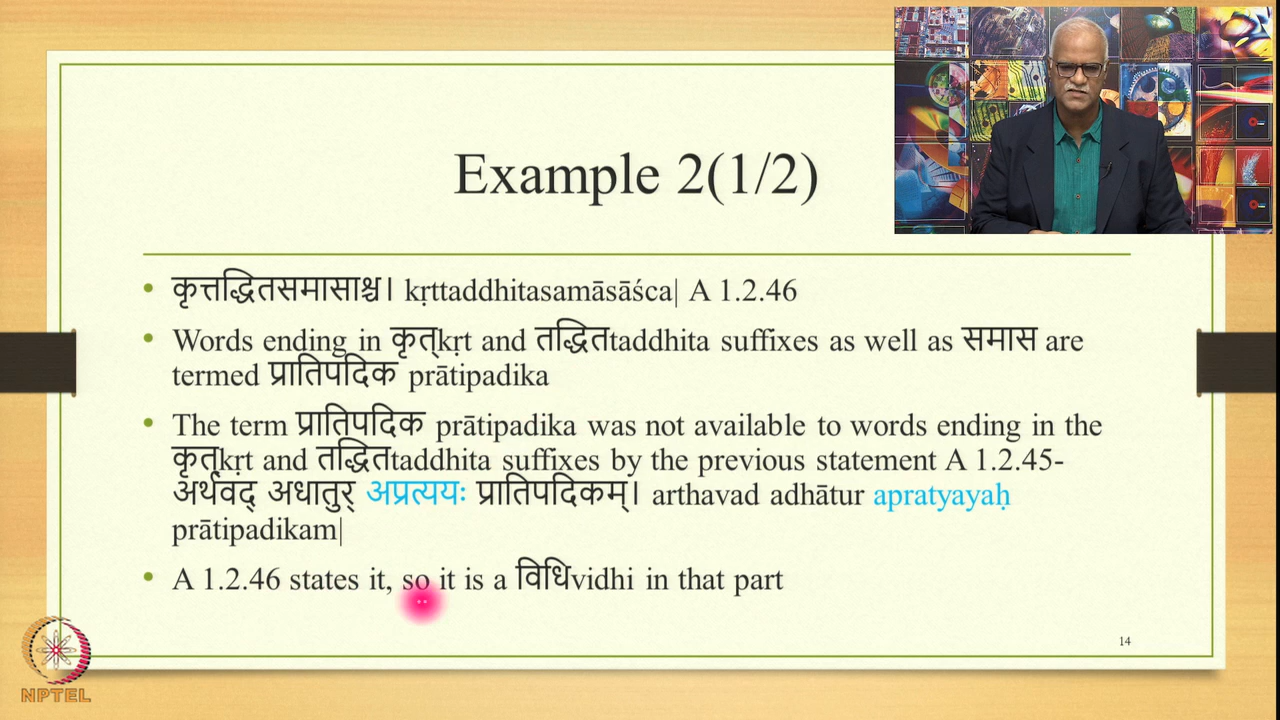 Example 2(1/2)
कृत्तद्धितसमासाश्च। kṛttaddhitasamāsāśca| A 1.2.46
Words ending in कृत्kṛt and तद्धितtaddhita suffixes as well as समास are
termed प्रातिपदिक prātipadika
The term प्रातिपदिक prātipadika was not available to words ending in the
कृत्kṛt and तद्धितtaddhita suffixes by the previous statement A 1.2.45-
अर्थवद् अधातुर् अप्रत्ययः प्रातिपदिकम्। arthavad adhātur apratyayaḥ
prātipadikam|
A 1.2.46 states it, so it is a विधिvidhi in that part
14
NPTEL